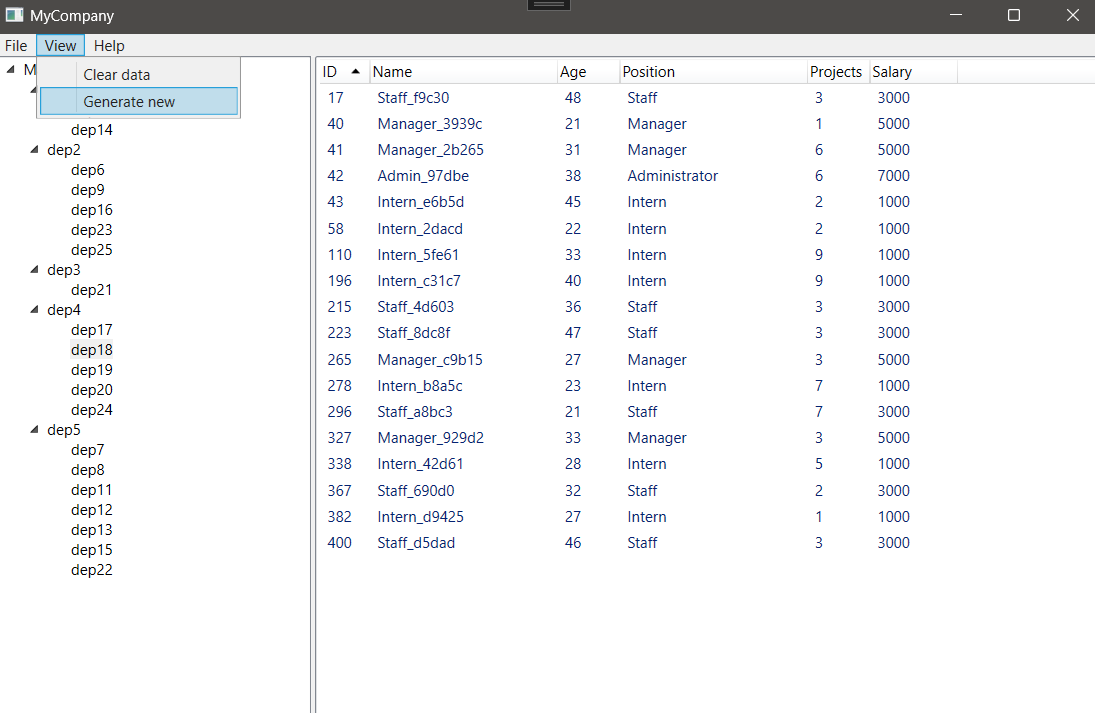 MyCompany
File View Help
Clear data
Generate new
M
dep14
dep2
dep6
dep9
dep16
dep23
dep25
dep3
dep21
dep4
dep17
dep18
dep19
dep20
dep24
dep5
dep7
dep8
dep11
dep12
dep13
dep15
dep22
ID Name Age Position Projects Salary
17 Staff_f9c30 48 Staff 3 3000
40 Manager_3939c 21 Manager 1 5000
41 Manager_2b265 31 Manager 6 5000
42 Admin_97dbe 38 Administrator 6 7000
43 Intern_e6b5d 45 Intern 2 1000
58 Intern_2dacd 22 Intern 2 1000
110 Intern_5fe61 33 Intern 9 1000
196 Intern_c31c7 40 Intern 9 1000
215 Staff_4d603 36 Staff 3 3000
223 Staff_8dc8f 47 Staff 3 3000
265 Manager_c9b15 27 Manager 3 5000
278 Intern_b8a5c 23 Intern 7 1000
296 Staff_a8bc3 21 Staff 7 3000
327 Manager_929d2 33 Manager 3 5000
338 Intern_42d61 28 Intern 5 1000
367 Staff_690d0 32 Staff 2 3000
382 Intern_d9425 27 Intern 1 1000
400 Staff_d5dad 46 Staff 3 3000